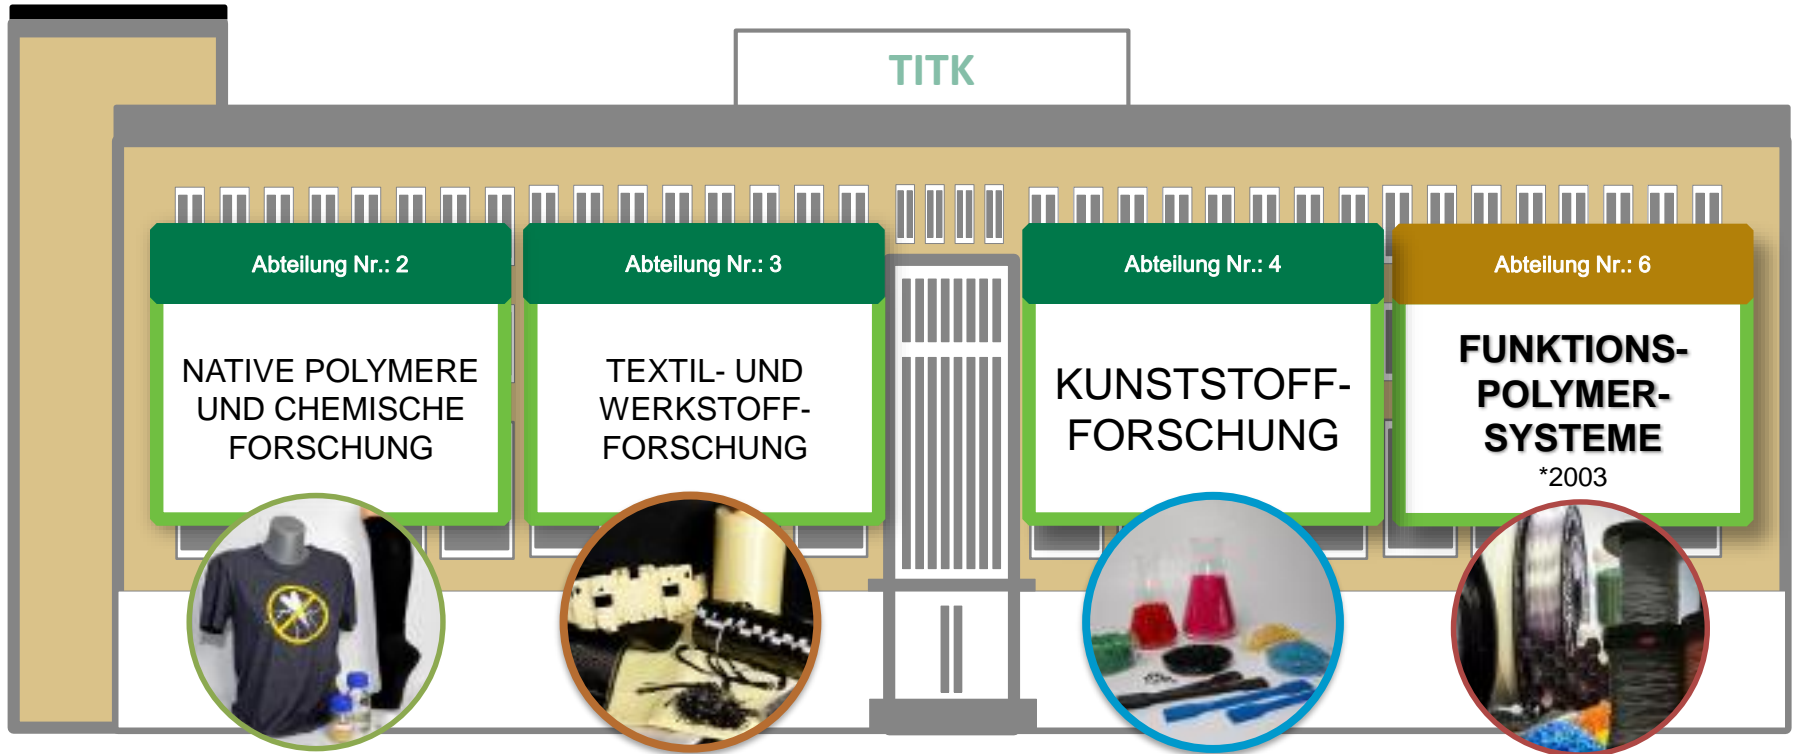 TITK
Abteilung Nr.: 2
NATIVE POLYMERE
UND CHEMISCHE
FORSCHUNG
Abteilung Nr.: 3
TEXTIL- UND
WERKSTOFF-
FORSCHUNG
Abteilung Nr.: 4
KUNSTSTOFF-
FORSCHUNG
Abteilung Nr.: 6
FUNKTIONS-
POLYMER-
SYSTEME
*2003